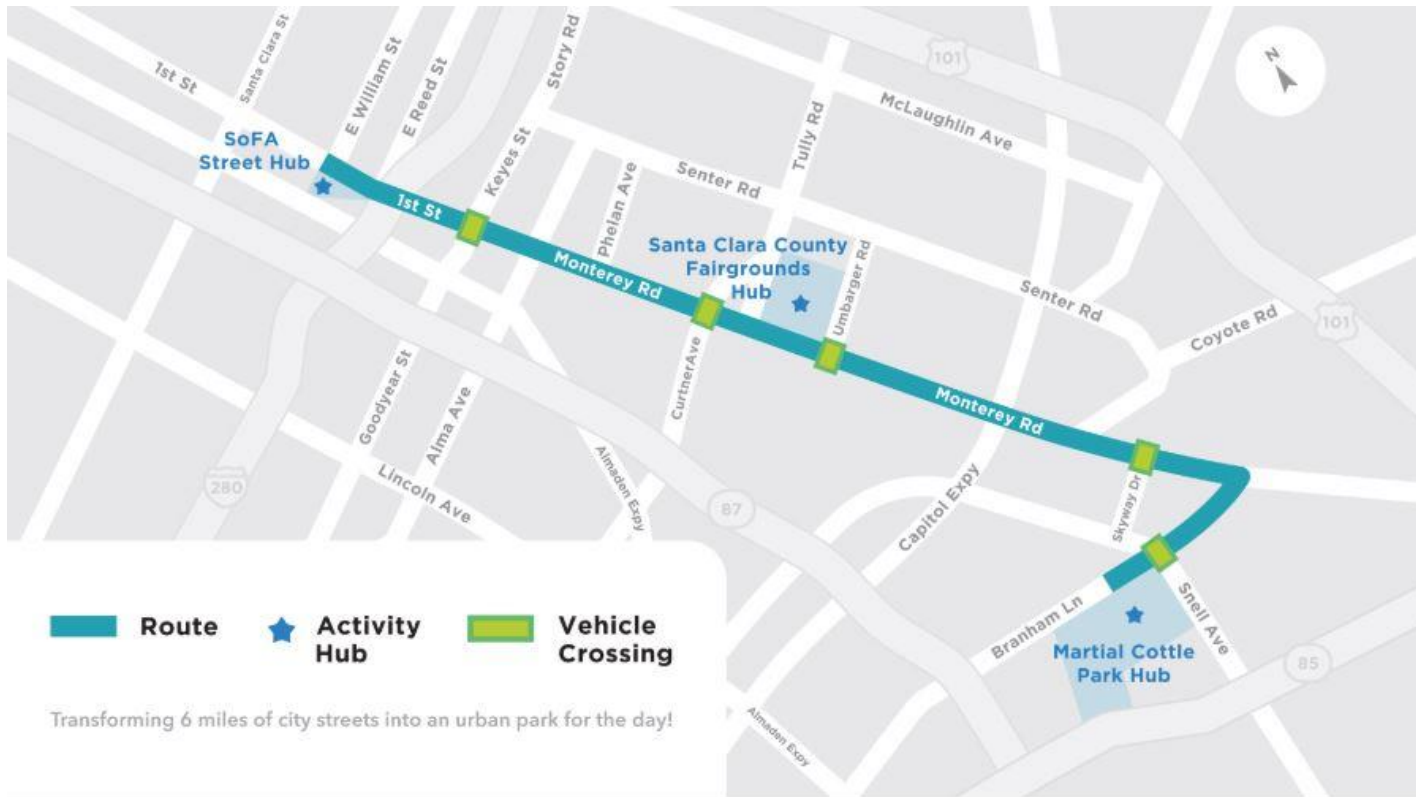 1st St
Santa Clara St
E William St
E Reed St
Story Rd
101
N
McLaughlin Ave
SoFA
Street Hub
Keyes St
Tully Rd
1st St
Phelan Ave
Senter Rd
Santa Clara County
Fairgrounds
Hub
Monterey Rd
Umbarger Rd
Senter Rd
Coyote Rd
101
CurtnerAve
Goodyear St
Alma Ave
Monterey Rd
Lincoln Ave
280
Almaden Expy
87
Capitol Expy
Skyway Dr
Branham Ln
Snell Ave
Martial Cottle
Park Hub
85
Almaden Expy
Route
Activity
Hub
Vehicle
Crossing
Transforming 6 miles of city streets into an urban park for the day!